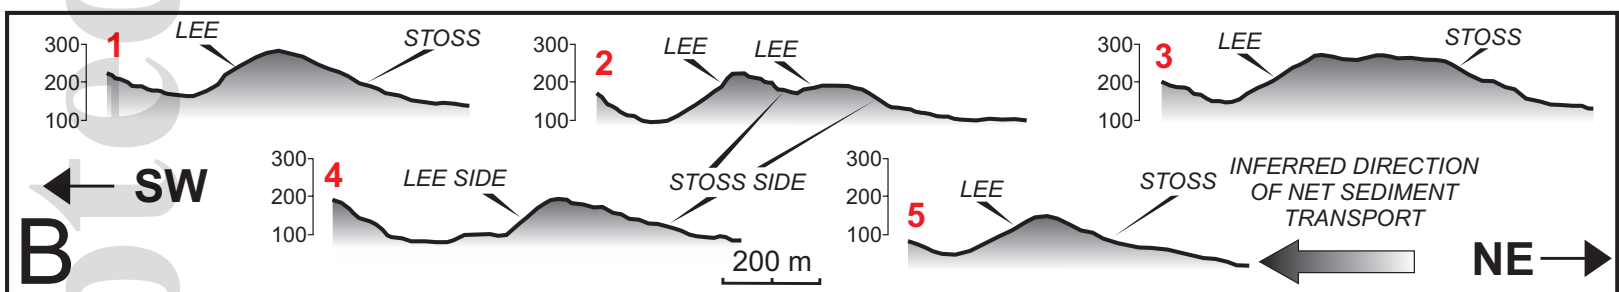 1
300
200
100
LEE
STOSS
2
300
200
100
LEE
LEE
3
300
200
100
LEE
STOSS
SW
4
300
200
100
LEE SIDE
STOSS SIDE
5
300
200
100
LEE
STOSS
INFERRED DIRECTION
OF NET SEDIMENT
TRANSPORT
NE
B
200 m